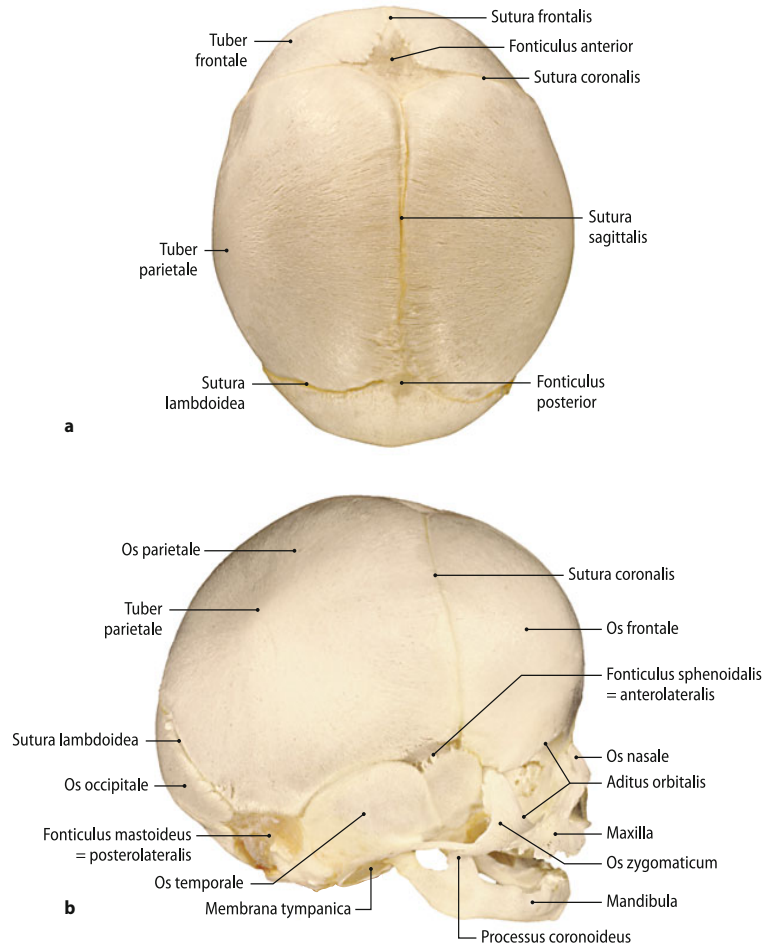 Sutura frontalis
Tuber
frontale
Fonticulus anterior
Sutura coronalis
Sutura
sagittalis
Tuber
parietale
Sutura
lambdoidea
Fonticulus
posterior
a
Os parietale
Sutura coronalis
Tuber
parietale
Os frontale
Fonticulus sphenoidalis
= anterolateralis
Sutura lambdoidea
Os nasale
Os occipitale
Aditus orbitalis
Fonticulus mastoideus
= posterolateralis
Maxilla
Os zygomaticum
Os temporale
Mandibula
Membrana tympanica
b
Processus coronoideus